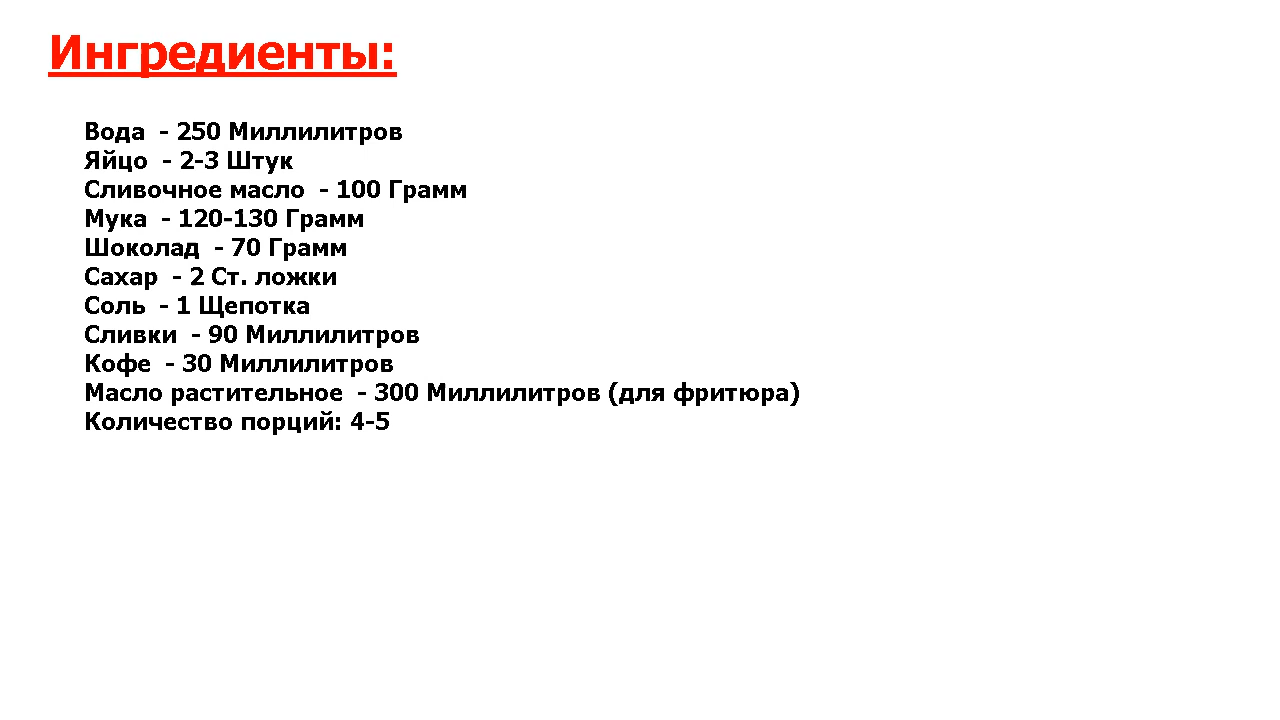 Ингредиенты:
Вода - 250 Миллилитров
Яйцо - 2-3 Штук
Сливочное масло - 100 Грамм
Мука - 120-130 Грамм
Шоколад - 70 Грамм
Сахар - 2 Ст. ложки
Соль - 1 Щепотка
Сливки - 90 Миллилитров
Кофе - 30 Миллилитров
Масло растительное - 300 Миллилитров (для фритюра)
Количество порций: 4-5